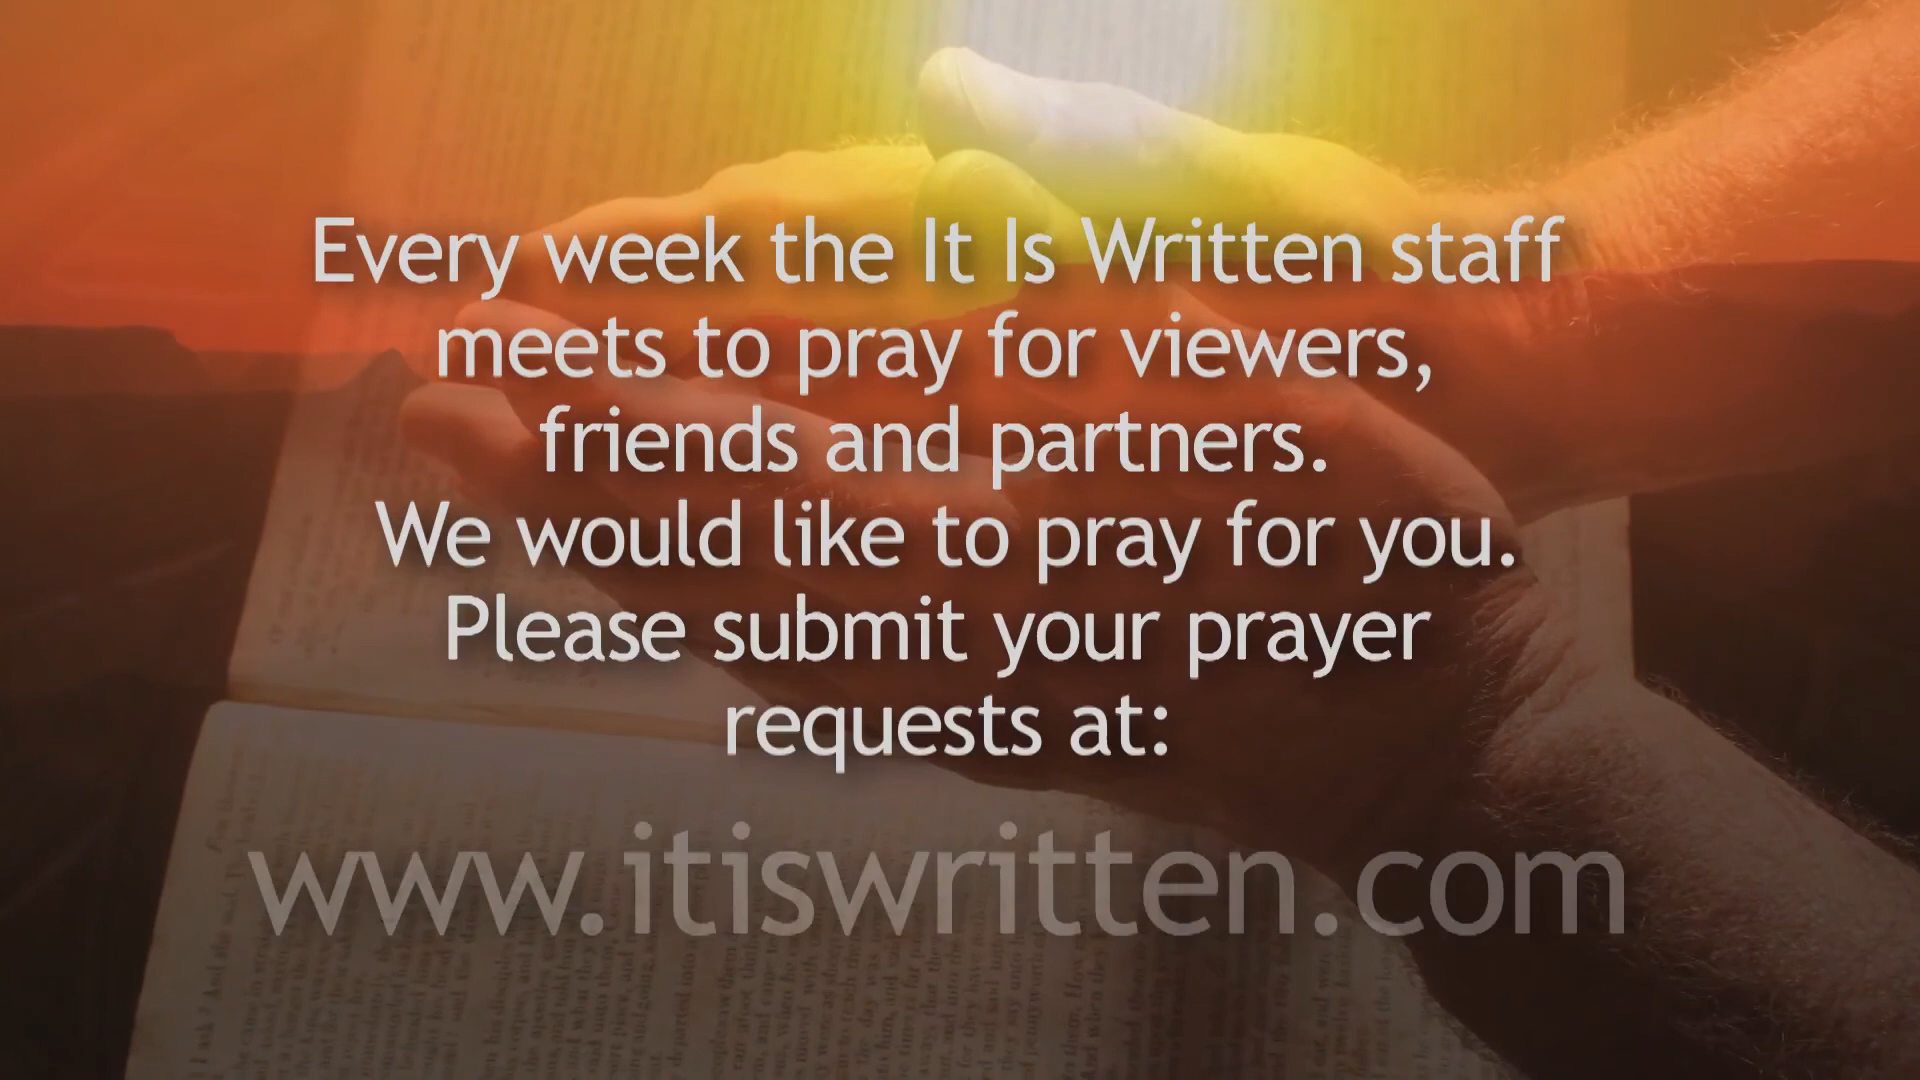 Every week the It Is Written staff
meets to pray for viewers,
friends and partners.
We would like to pray for you.
Please submit your prayer
requests at:
www.itiswritten.com